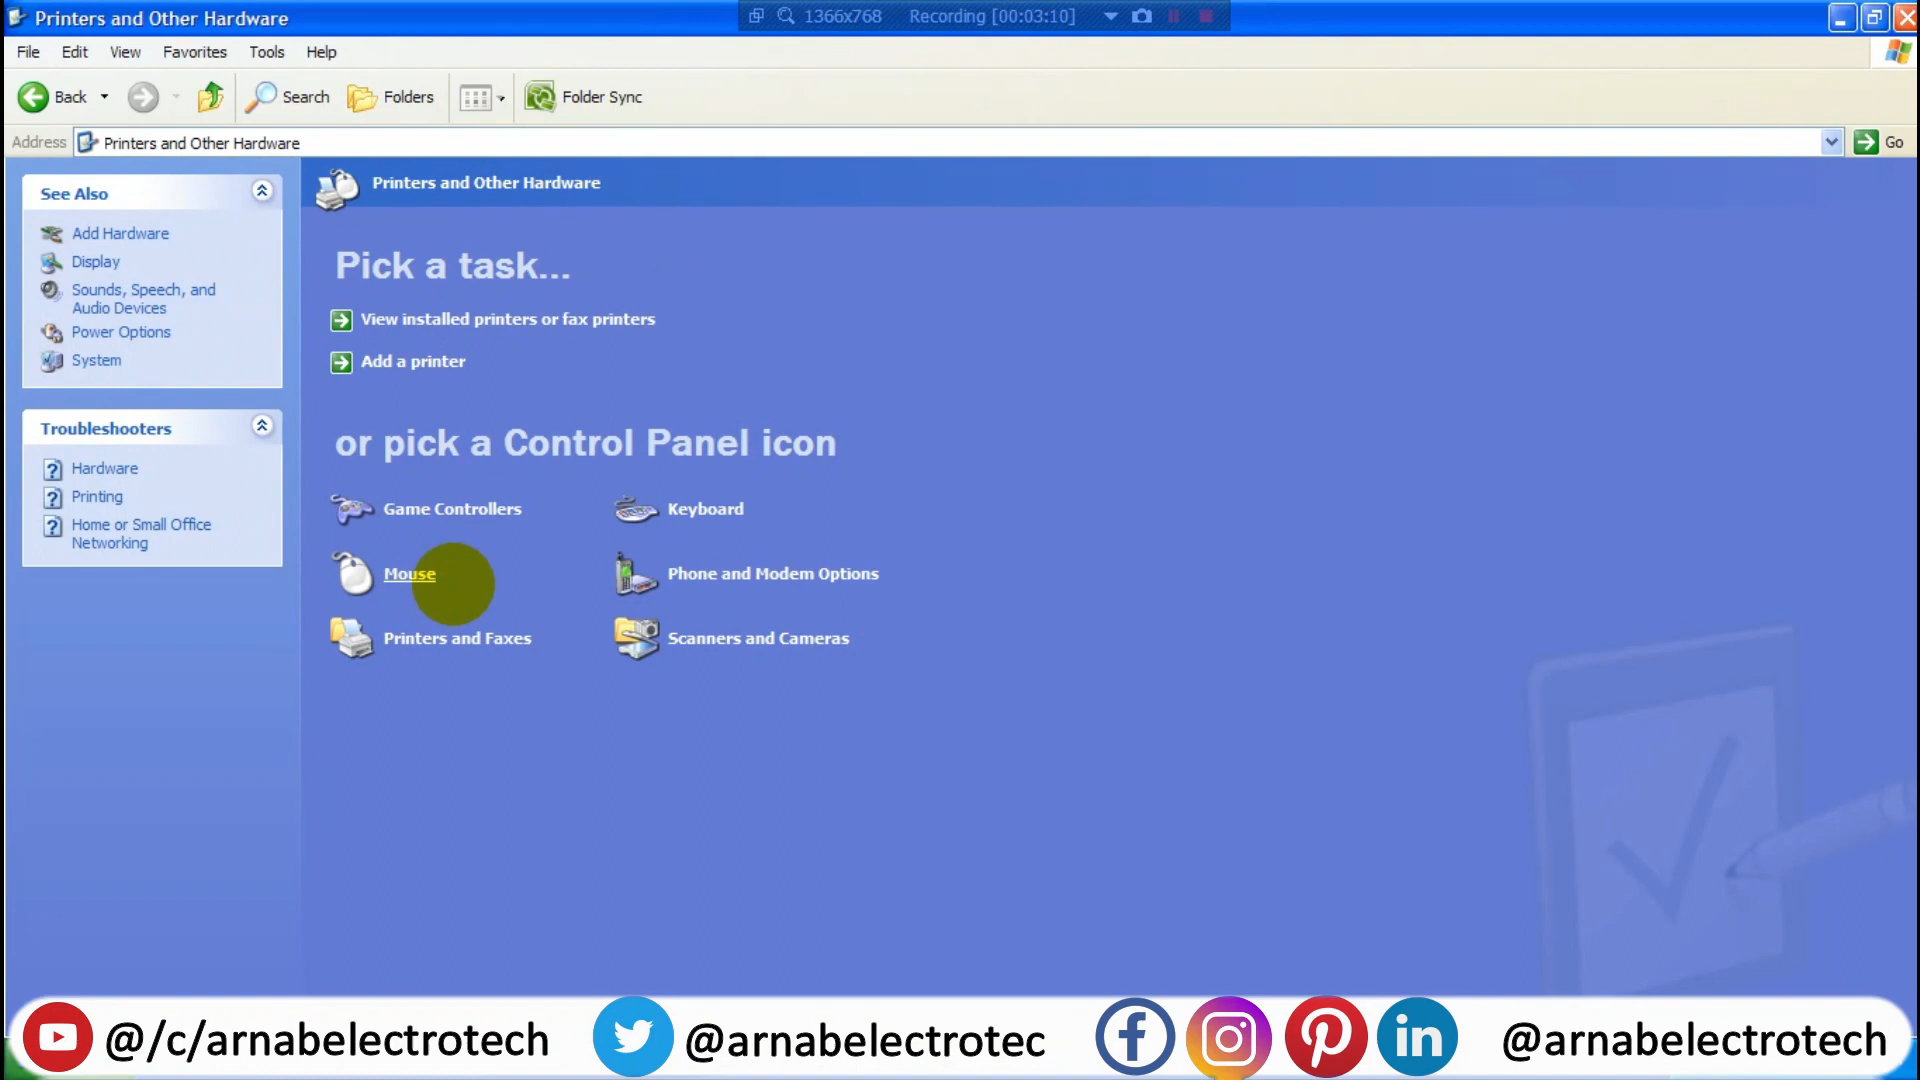 Printers and Other Hardware
1366x768 Recording [00:03:10]
File Edit View Favorites Tools Help
Back Search Folders Folder Sync
Address Printers and Other Hardware Go
See Also
Add Hardware
Display
Sounds, Speech, and
Audio Devices
Power Options
System
Troubleshooters
Hardware
Printing
Home or Small Office
Networking
Printers and Other Hardware
Pick a task...
View installed printers or fax printers
Add a printer
or pick a Control Panel icon
Game Controllers Keyboard
Mouse Phone and Modem Options
Printers and Faxes Scanners and Cameras
@/c/arnabelectrotech @arnabelectrotec @arnabelectrotech